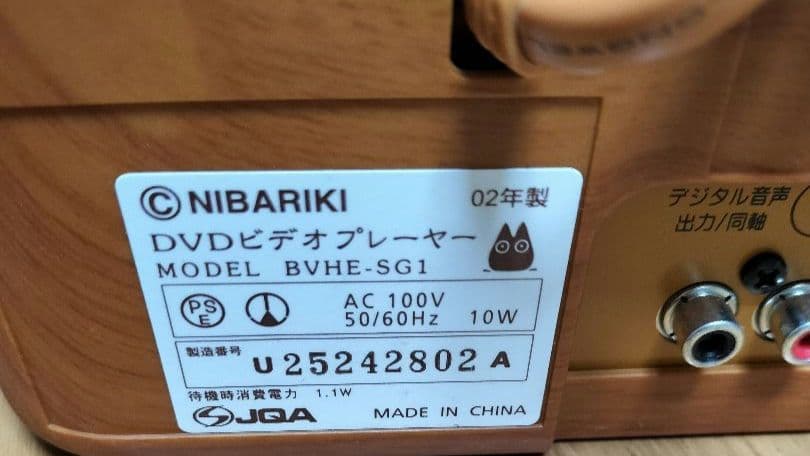 © NIBARIKI 02年製
DVDビデオプレーヤー
MODEL BVHE-SG1
PS
E
AC 100V
50/60Hz 10W
製造番号 U25242802A
待機時消費電力 1.1W
JQA MADE IN CHINA
デジタル音声
出力/同軸